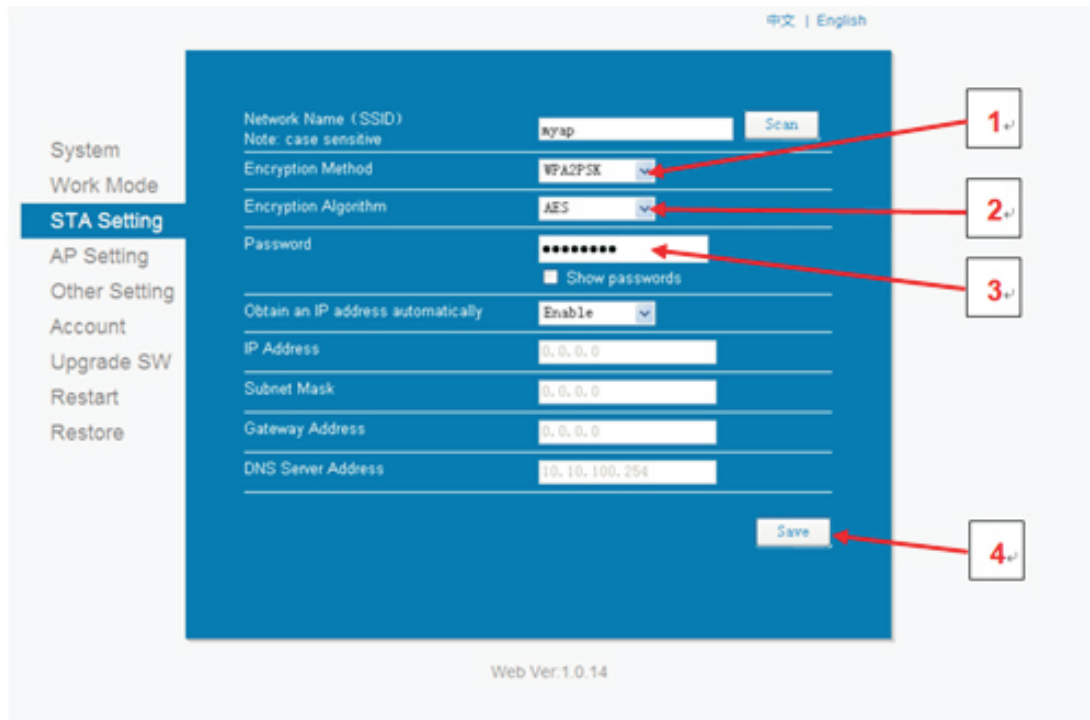 中文 | English
System
Work Mode
STA Setting
AP Setting
Other Setting
Account
Upgrade SW
Restart
Restore
Network Name (SSID)
Note: case sensitive
myap
Scan
Encryption Method
WPA2PSK
Encryption Algorithm
AES
Password
••••••••
Show passwords
Obtain an IP address automatically
Enable
IP Address
0.0.0.0
Subnet Mask
0.0.0.0
Gateway Address
0.0.0.0
DNS Server Address
10.10.100.254
Save
1
2
3
4
Web Ver:1.0.14